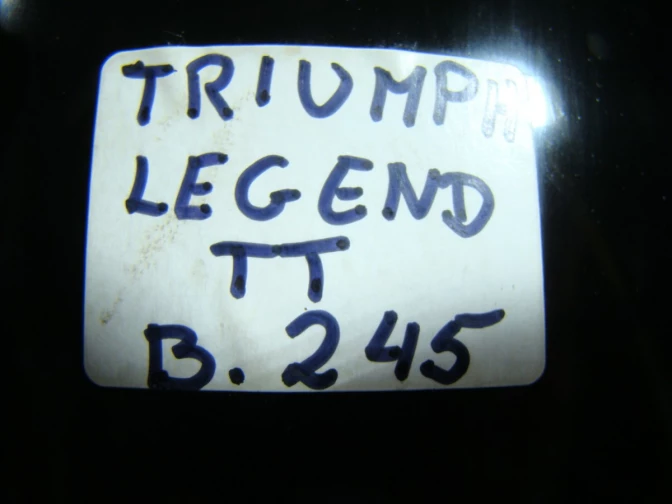 TRIUMPH
LEGEND
TT
B. 245